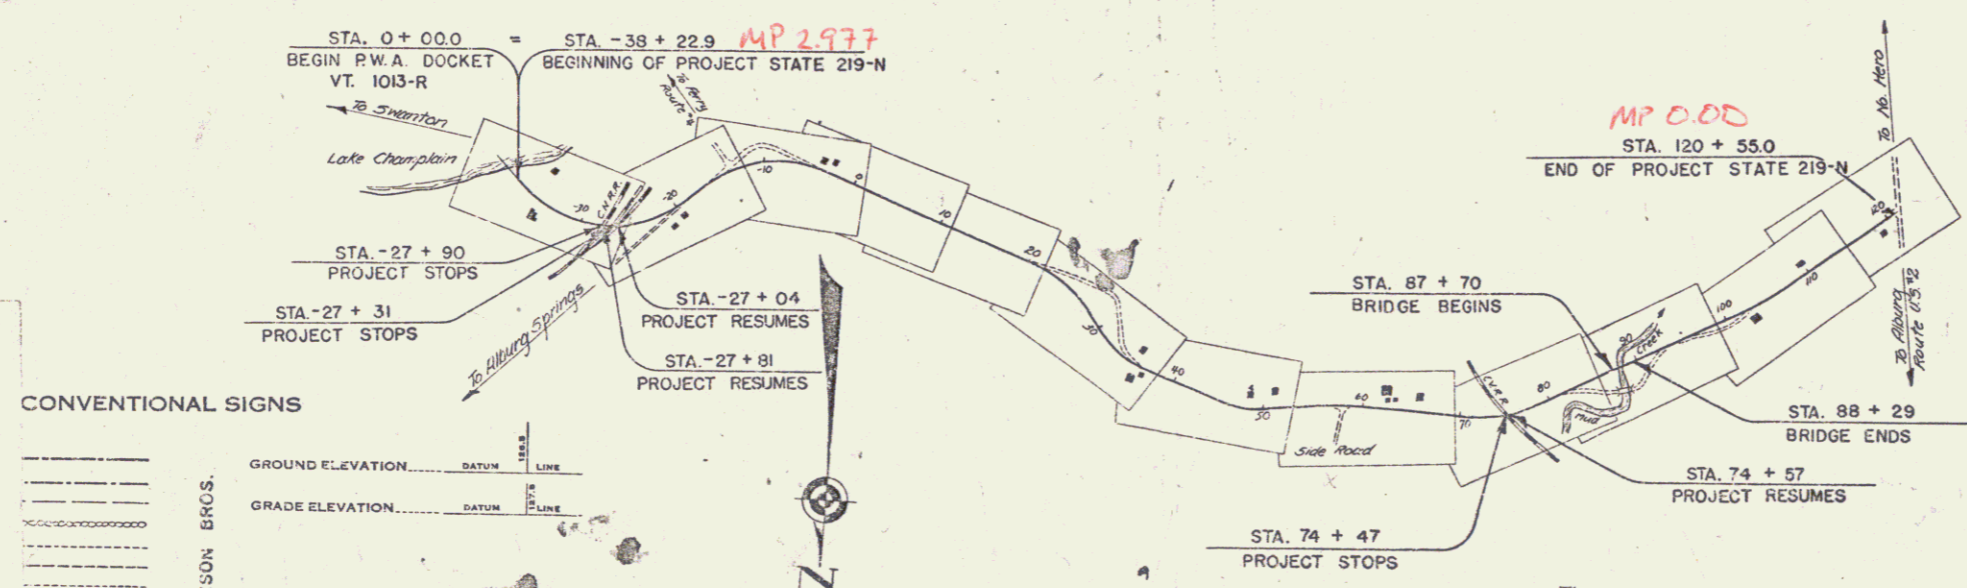 STA. 0+00.0 = STA. -38 + 22.9 MP 2.977
BEGIN P.W.A. DOCKET
VT. 1013-R
BEGINNING OF PROJECT STATE 219-N
To Swanton
Lake Champlain
To Ferry
Route
C.N.R.R.
-30
-20
-10
0
10
20
30
40
50
60
70
80
90
100
110
120
STA.-27 + 90
PROJECT STOPS
STA.-27 + 31
PROJECT STOPS
STA.-27 + 04
PROJECT RESUMES
STA.-27 + 81
PROJECT RESUMES
To Alburg Springs
MP 0.00
STA. 120 + 55.0
END OF PROJECT STATE 219-N
To No. Hero
To Alburg
Route U.S. #2
STA. 87 + 70
BRIDGE BEGINS
C.V.R.R.
Mud
Creek
Side Road
STA. 88 + 29
BRIDGE ENDS
STA. 74 + 57
PROJECT RESUMES
STA. 74 + 47
PROJECT STOPS
CONVENTIONAL SIGNS
GROUND ELEVATION DATUM LINE
GRADE ELEVATION DATUM LINE
SON BROS.
N